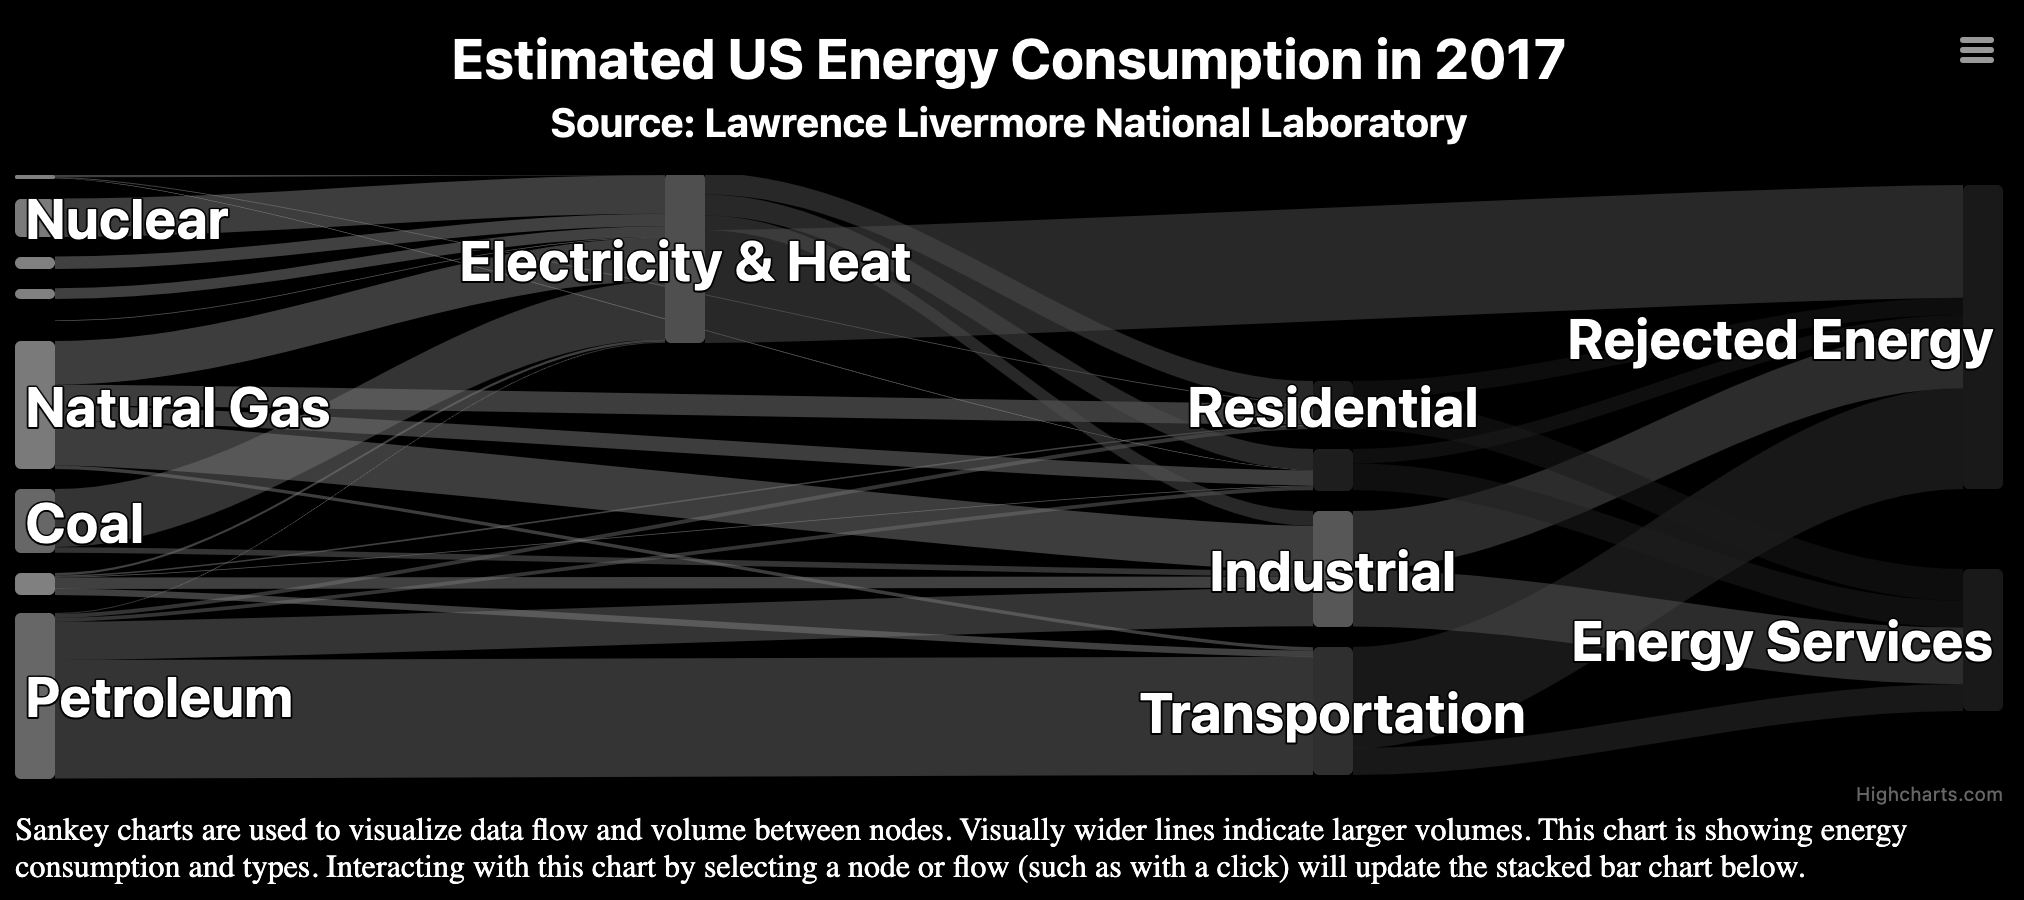 Estimated US Energy Consumption in 2017
Source: Lawrence Livermore National Laboratory
Nuclear
Electricity & Heat
Rejected Energy
Natural Gas
Residential
Coal
Industrial
Energy Services
Petroleum
Transportation
Highcharts.com
Sankey charts are used to visualize data flow and volume between nodes. Visually wider lines indicate larger volumes. This chart is showing energy
consumption and types. Interacting with this chart by selecting a node or flow (such as with a click) will update the stacked bar chart below.